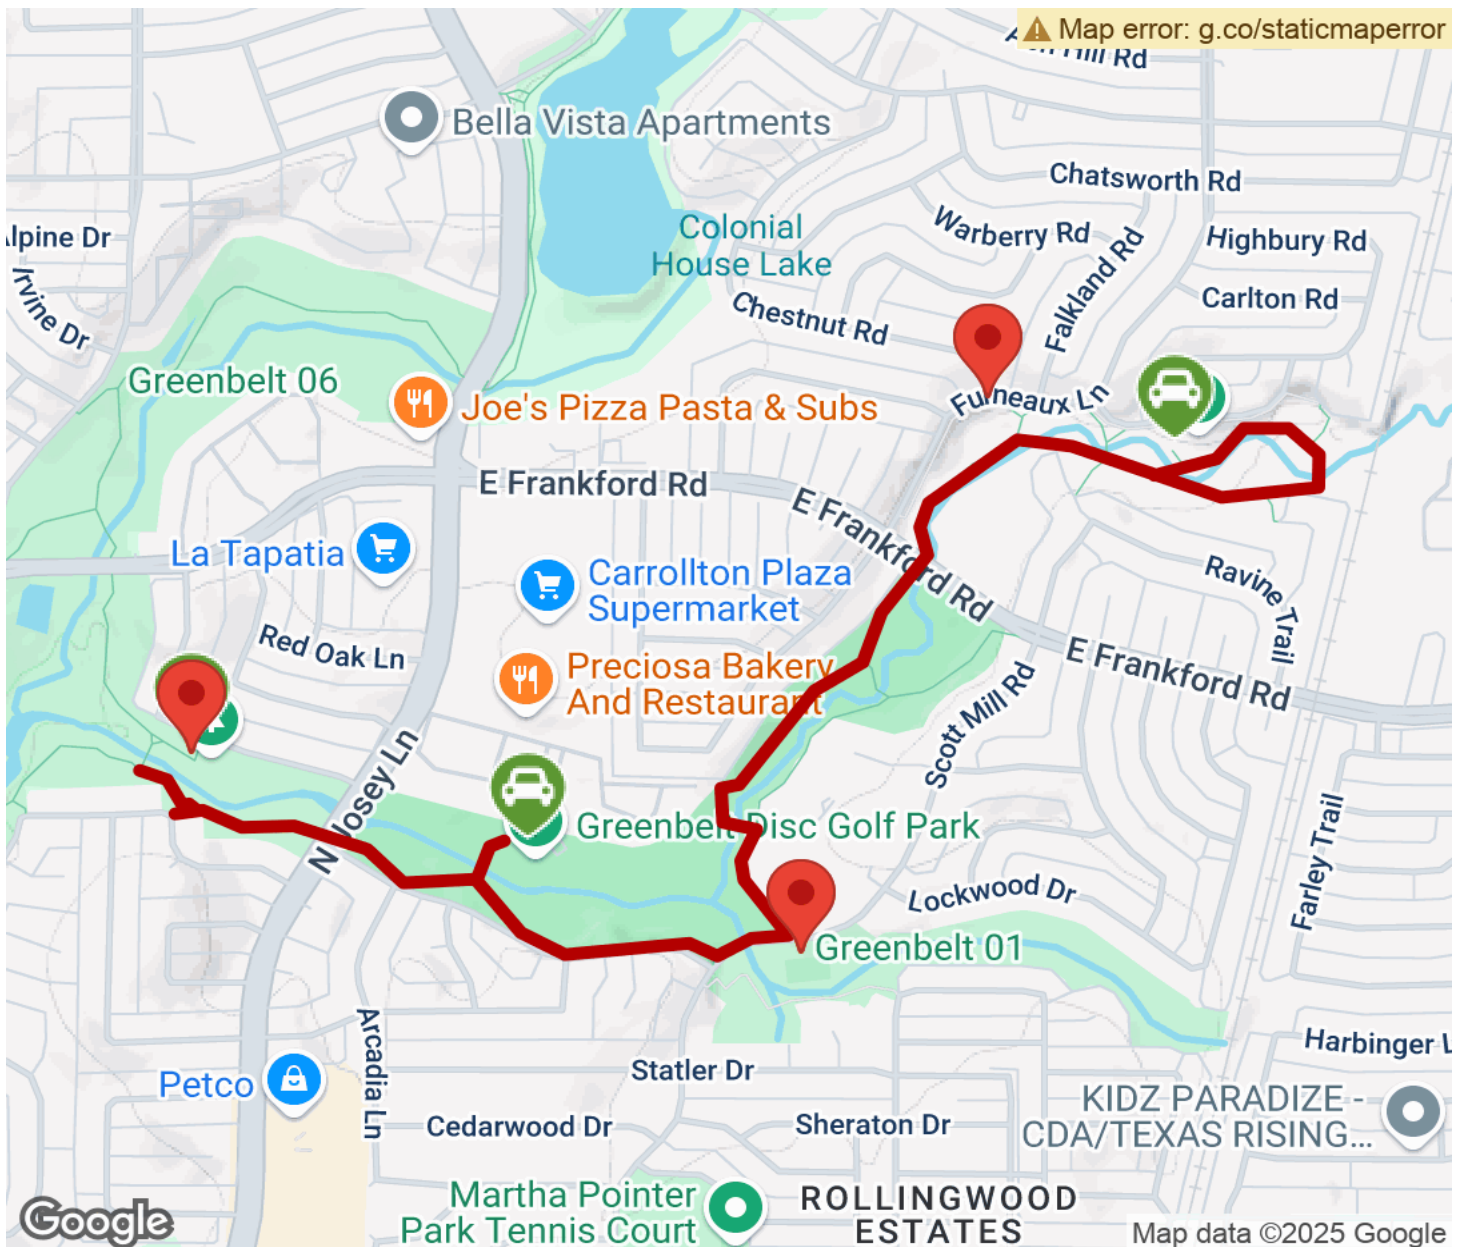 Map error: g.co/staticmaperror
Hill Rd
Bella Vista Apartments
Chatsworth Rd
Warberry Rd
Colonial
House Lake
Falkland Rd
Highbury Rd
Alpine Dr
Irvine Dr
Carlton Rd
Chestnut Rd
Greenbelt 06
Joe's Pizza Pasta & Subs
Furneaux Ln
E Frankford Rd
E Frankford Rd
La Tapatia
Carrollton Plaza
Supermarket
Ravine Trail
Red Oak Ln
E Frankford Rd
Preciosa Bakery
And Restaurant
Scott Mill Rd
N Josey Ln
Greenbelt Disc Golf Park
Farley Trail
Lockwood Dr
Greenbelt 01
Arcadia Ln
Harbinger L
Statler Dr
Petco
KIDZ PARADIZE -
CDA/TEXAS RISING...
Cedarwood Dr
Sheraton Dr
Martha Pointer
Park Tennis Court
ROLLINGWOOD
ESTATES
Google
Map data ©2025 Google